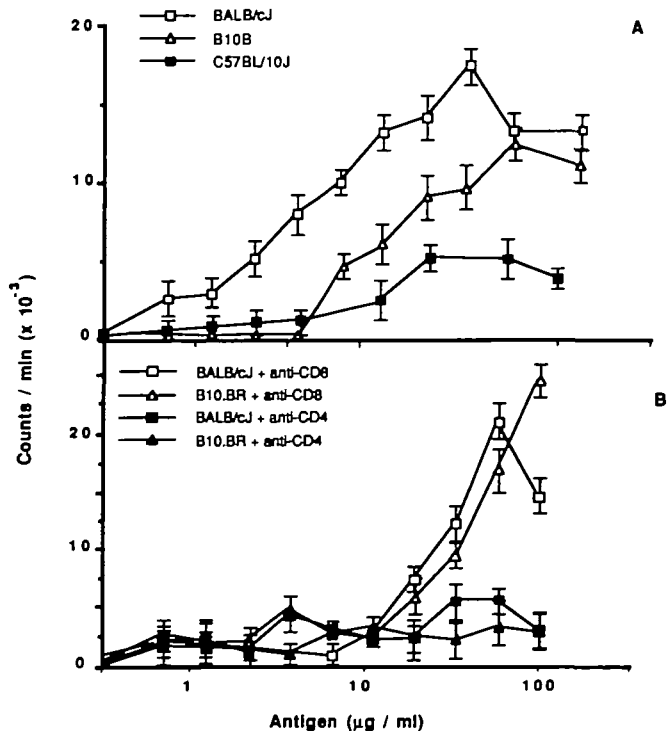 20
10
0
BALB/cJ
B10B
C57BL/10J
A
Counts / min (x 10⁻³)
BALB/cJ + anti-CD8
B10.BR + anti-CD8
BALB/cJ + anti-CD4
B10.BR + anti-CD4
B
20
10
0
1
10
100
Antigen (µg / ml)